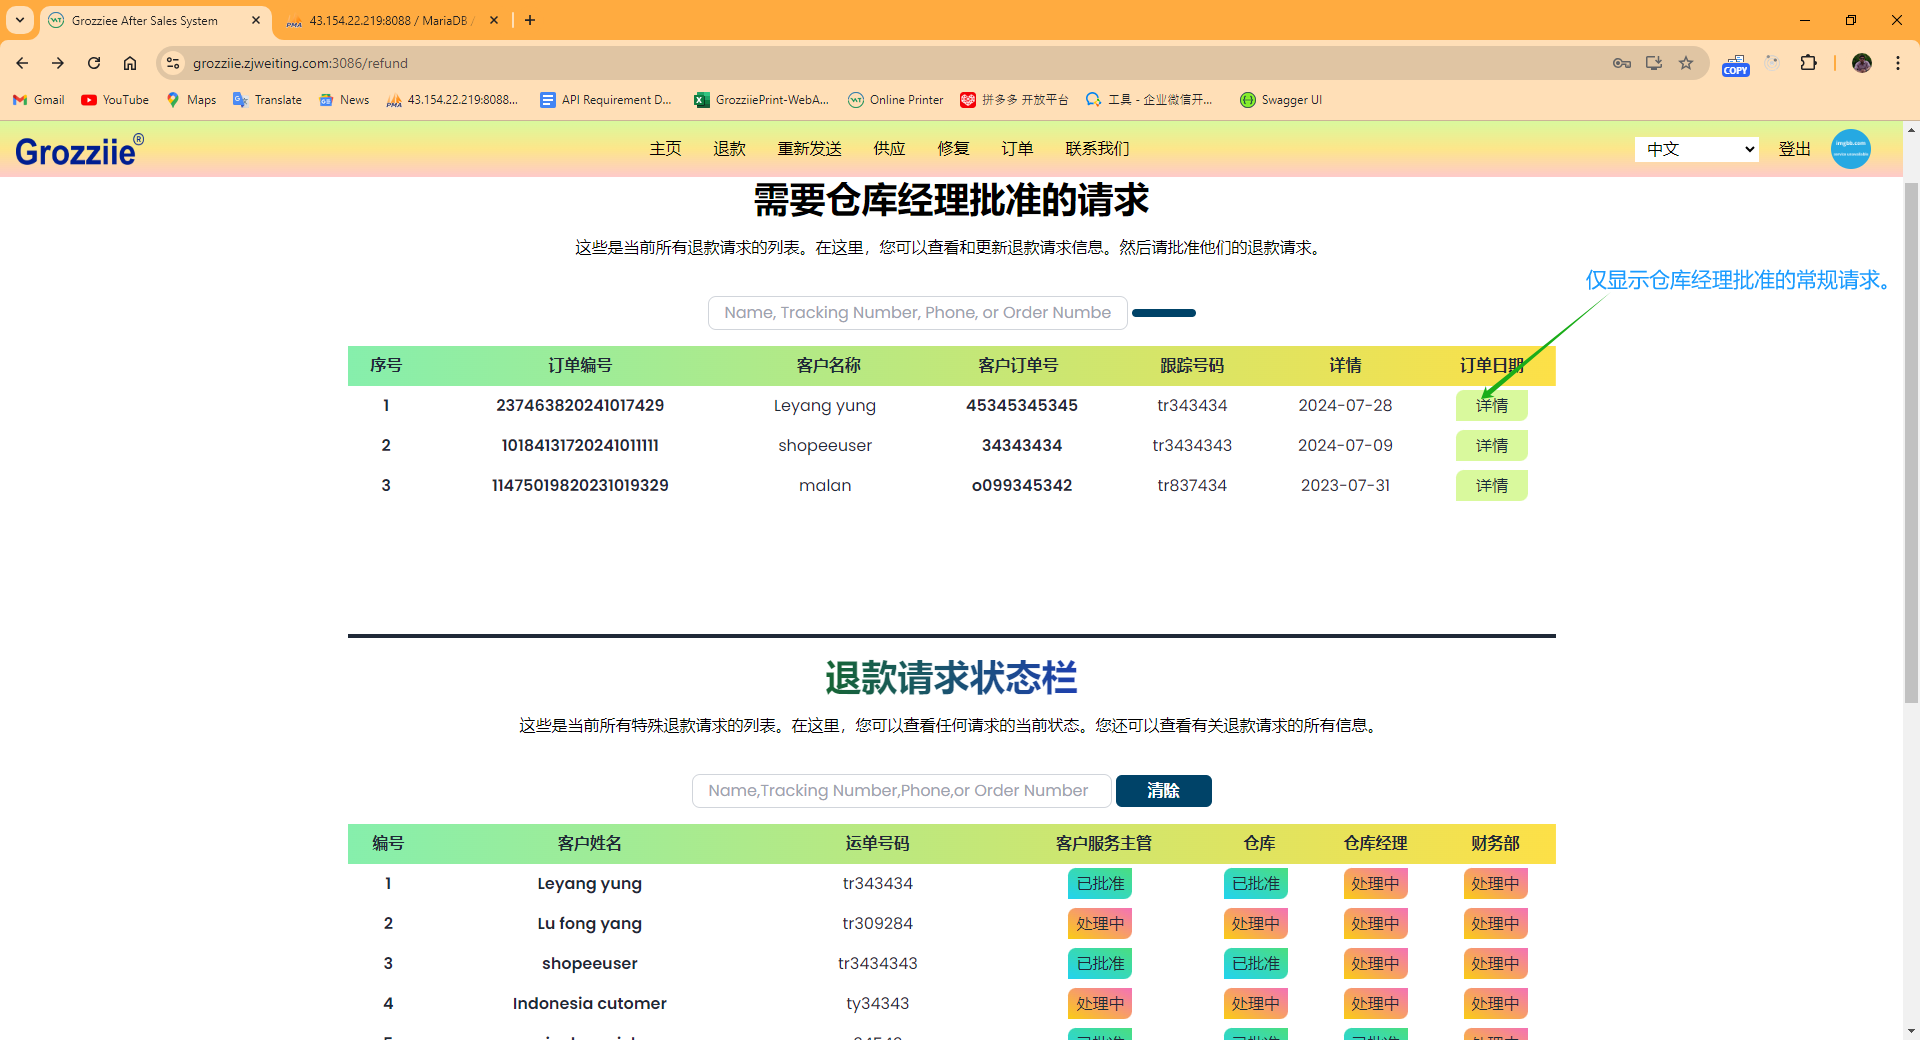 Grozziee After Sales System
43.154.22.219:8088 / MariaDB /
grozziie.zjweiting.com:3086/refund
COPY
Gmail
YouTube
Maps
Translate
News
43.154.22.219:8088...
API Requirement D...
GrozziiePrint-WebA...
Online Printer
拼多多 开放平台
工具 - 企业微信开...
Swagger UI
Grozziie®
主页 退款 重新发送 供应 修复 订单 联系我们
中文
登出
imgbb.com
需要仓库经理批准的请求
这些是当前所有退款请求的列表。在这里，您可以查看和更新退款请求信息。然后请批准他们的退款请求。
仅显示仓库经理批准的常规请求。
Name, Tracking Number, Phone, or Order Numbe
序号 订单编号 客户名称 客户订单号 跟踪号码 详情 订单日期
1 237463820241017429 Leyang yung 45345345345 tr343434 2024-07-28 详情
2 10184131720241011111 shopeeuser 34343434 tr3434343 2024-07-09 详情
3 11475019820231019329 malan o099345342 tr837434 2023-07-31 详情
退款请求状态栏
这些是当前所有特殊退款请求的列表。在这里，您可以查看任何请求的当前状态。您还可以查看有关退款请求的所有信息。
Name,Tracking Number,Phone,or Order Number
清除
编号 客户姓名 运单号码 客户服务主管 仓库 仓库经理 财务部
1 Leyang yung tr343434 已批准 已批准 处理中 处理中
2 Lu fong yang tr309284 处理中 处理中 处理中 处理中
3 shopeeuser tr3434343 已批准 已批准 处理中 处理中
4 Indonesia cutomer ty34343 处理中 处理中 处理中 处理中